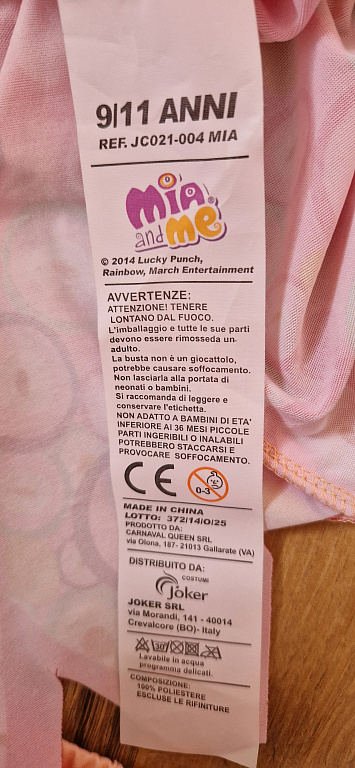 9|11 ANNI
REF. JC021-004 MIA
Mia
and me
© 2014 Lucky Punch,
Rainbow, March Entertainment
AVVERTENZE:
ATTENZIONE! TENERE
LONTANO DAL FUOCO.
L'imballaggio e tutte le sue parti
devono essere rimosseda un-
adulto.
La busta non è un giocattolo,
potrebbe causare soffocamento.
Non lasciarla alla portata di
neonati o bambini.
Si raccomanda di leggere e
conservare l'etichetta.
NON ADATTO A BAMBINI DI ETA'
INFERIORE AI 36 MESI PICCOLE
PARTI INGERIBILI O INALABILI
POTREBBERO STACCARSI E
PROVOCARE SOFFOCAMENTO.
CE 0-3
MADE IN CHINA
LOTTO: 372/14/O/25
PRODOTTO DA:
CARNAVAL QUEEN SRL
via Olona, 187- 21013 Gallarate (VA)
DISTRIBUITO DA:
COSTUMI
Joker
JOKER SRL
via Morandi, 141 - 40014
Crevalcore (BO)- Italy
30°
Lavabile in acqua
programma delicati.
COMPOSIZIONE:
100% POLIESTERE
ESCLUSE LE RIFINITURE